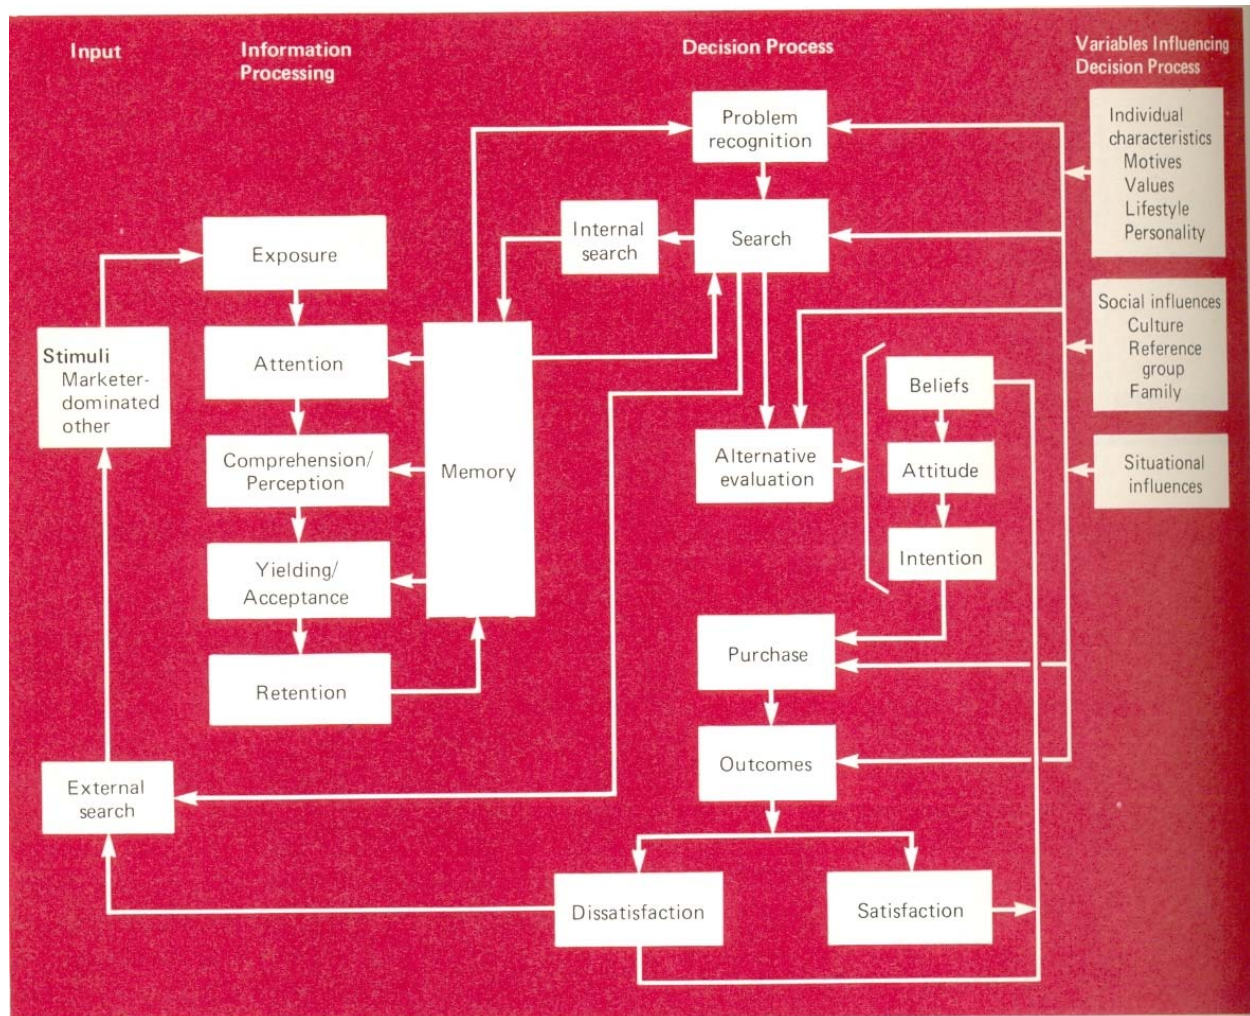 Input
Information
Processing
Decision Process
Variables Influencing
Decision Process
Problem
recognition
Individual
characteristics
Motives
Values
Lifestyle
Personality
Internal
search
Search
Exposure
Stimuli
Marketer-
dominated
other
Attention
Social influences
Culture
Reference
group
Family
Beliefs
Comprehension/
Perception
Memory
Alternative
evaluation
Attitude
Situational
influences
Yielding/
Acceptance
Intention
Retention
Purchase
Outcomes
External
search
Dissatisfaction
Satisfaction